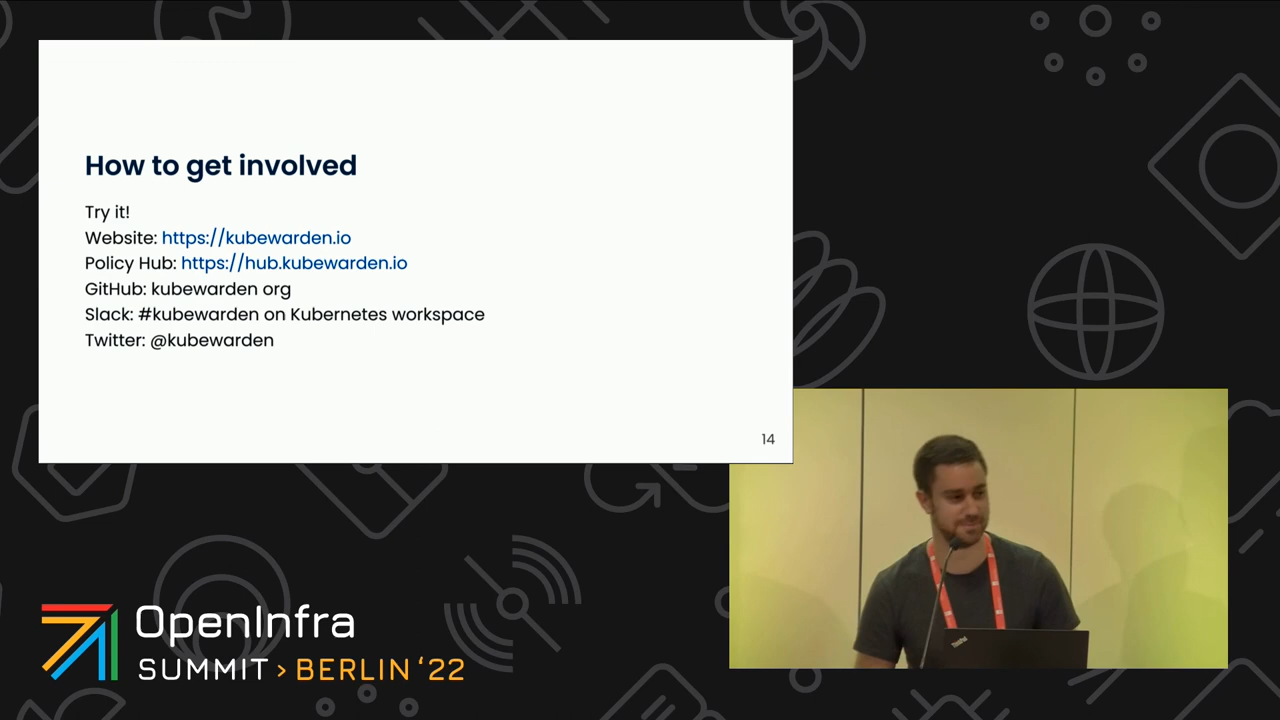 How to get involved
Try it!
Website: https://kubewarden.io
Policy Hub: https://hub.kubewarden.io
GitHub: kubewarden org
Slack: #kubewarden on Kubernetes workspace
Twitter: @kubewarden
14
ThinkPad
OpenInfra
SUMMIT > BERLIN ‘22